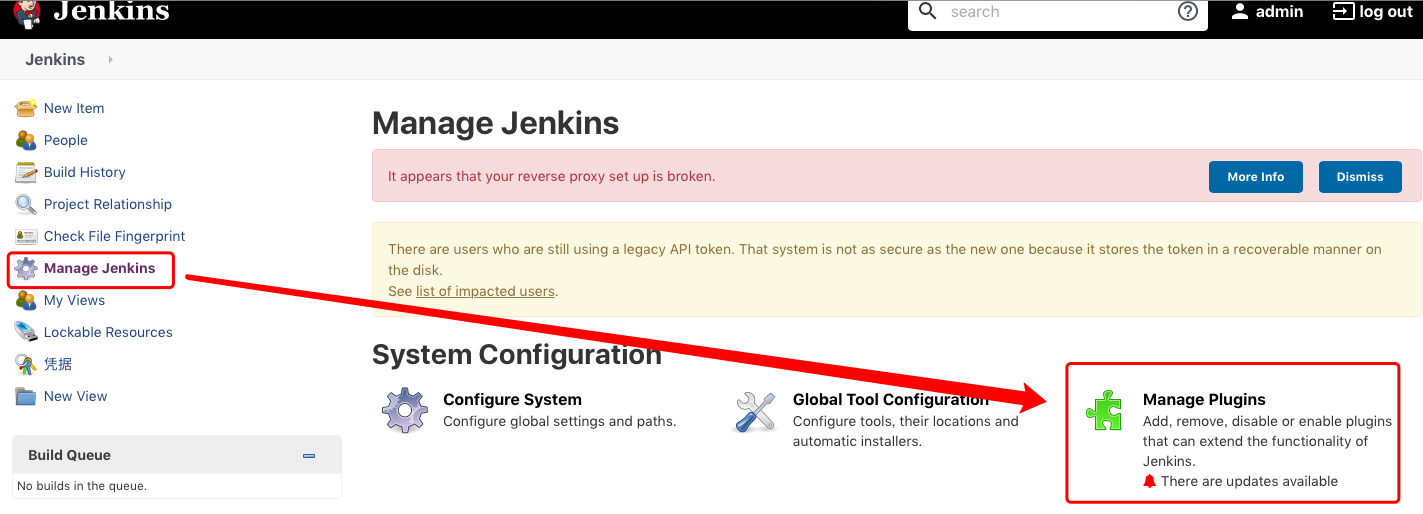 Jenkins
search
admin
log out
Jenkins
New Item
People
Build History
Project Relationship
Check File Fingerprint
Manage Jenkins
My Views
Lockable Resources
凭据
New View
Build Queue
No builds in the queue.
Manage Jenkins
It appears that your reverse proxy set up is broken.
More Info
Dismiss
There are users who are still using a legacy API token. That system is not as secure as the new one because it stores the token in a recoverable manner on
the disk.
See list of impacted users.
System Configuration
Configure System
Configure global settings and paths.
Global Tool Configuration
Configure tools, their locations and
automatic installers.
Manage Plugins
Add, remove, disable or enable plugins
that can extend the functionality of
Jenkins.
There are updates available